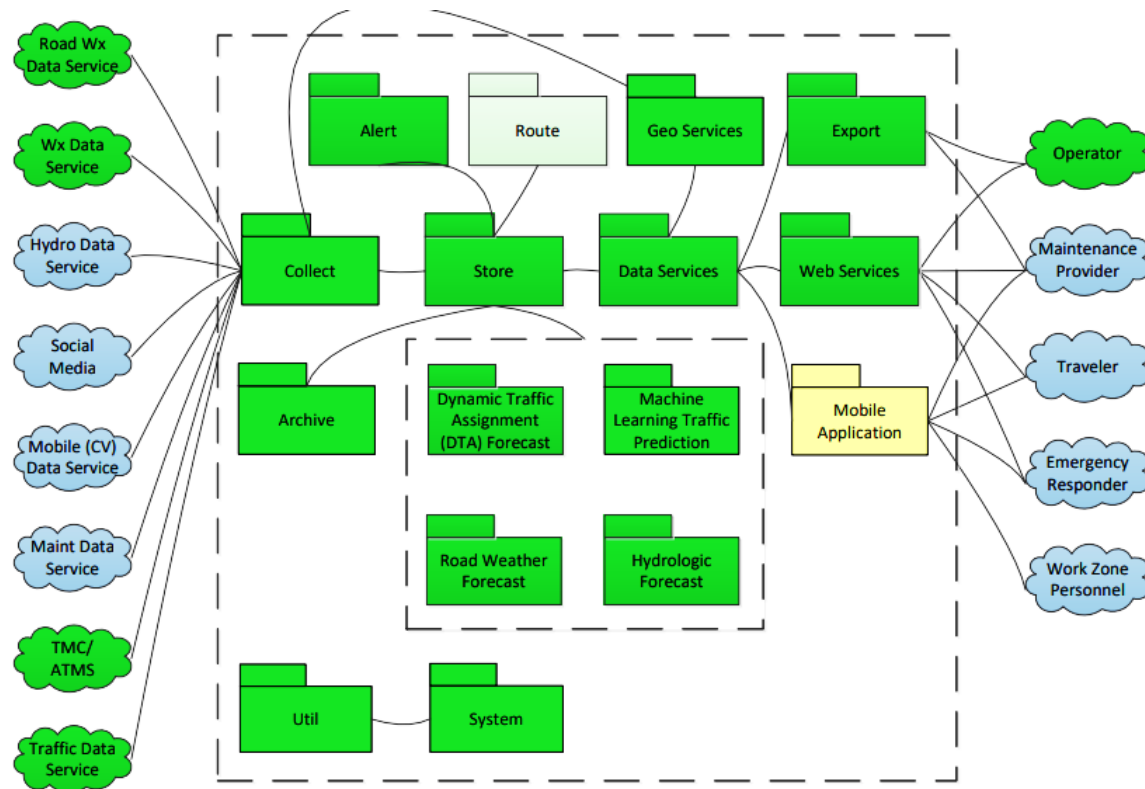 Road Wx
Data Service
Wx Data
Service
Hydro Data
Service
Social
Media
Mobile (CV)
Data Service
Maint Data
Service
TMC/
ATMS
Traffic Data
Service
Alert
Route
Geo Services
Export
Collect
Store
Data Services
Web Services
Archive
Dynamic Traffic
Assignment
(DTA) Forecast
Machine
Learning Traffic
Prediction
Mobile
Application
Road Weather
Forecast
Hydrologic
Forecast
Util
System
Operator
Maintenance
Provider
Traveler
Emergency
Responder
Work Zone
Personnel